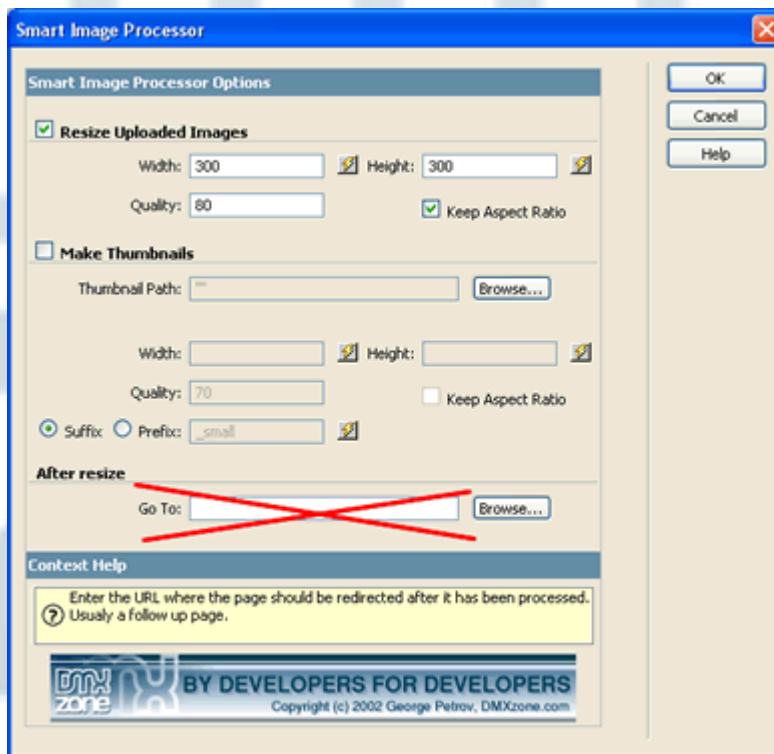 Smart Image Processor
Smart Image Processor Options
OK
Cancel
Help
Resize Uploaded Images
Width: 300 Height: 300
Quality: 80 Keep Aspect Ratio
Make Thumbnails
Thumbnail Path: "" Browse...
Width: Height:
Quality: 70 Keep Aspect Ratio
Suffix Prefix: _small
After resize
Go To: Browse...
Context Help
Enter the URL where the page should be redirected after it has been processed.
Usualy a follow up page.
DMX zone
BY DEVELOPERS FOR DEVELOPERS
Copyright (c) 2002 George Petrov, DMXzone.com